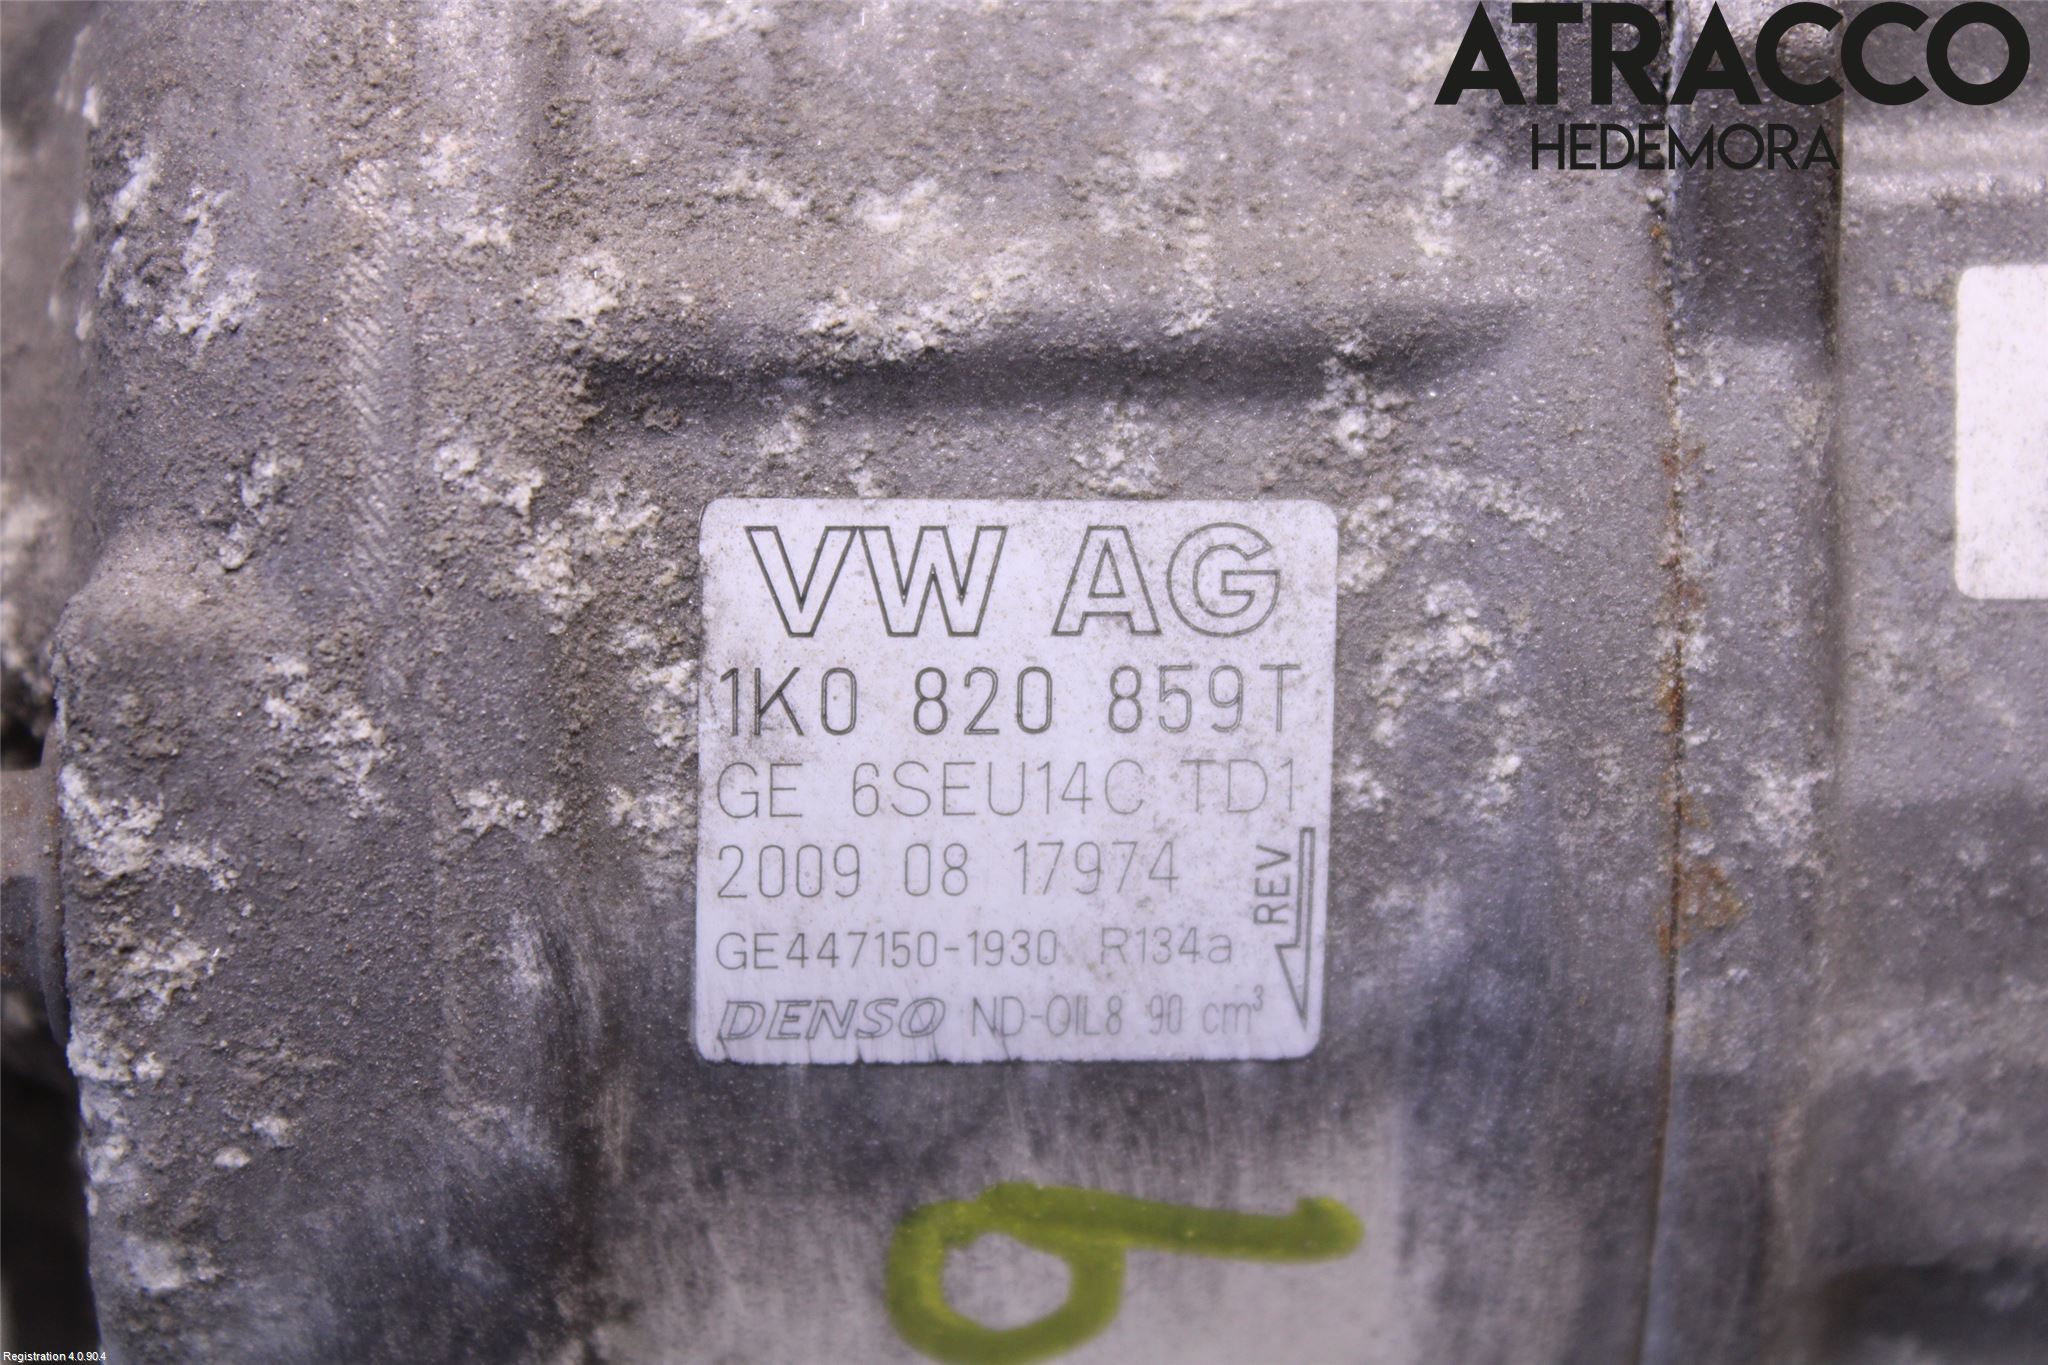 ATRACCO
HEDEMORA
VW AG
1K0 820 859T
GE 6SEU14C TD1
2009 08 17974
REV
GE447150-1930 R134a
DENSO ND-OIL8 90 cm³
Registration 4.0.90.4